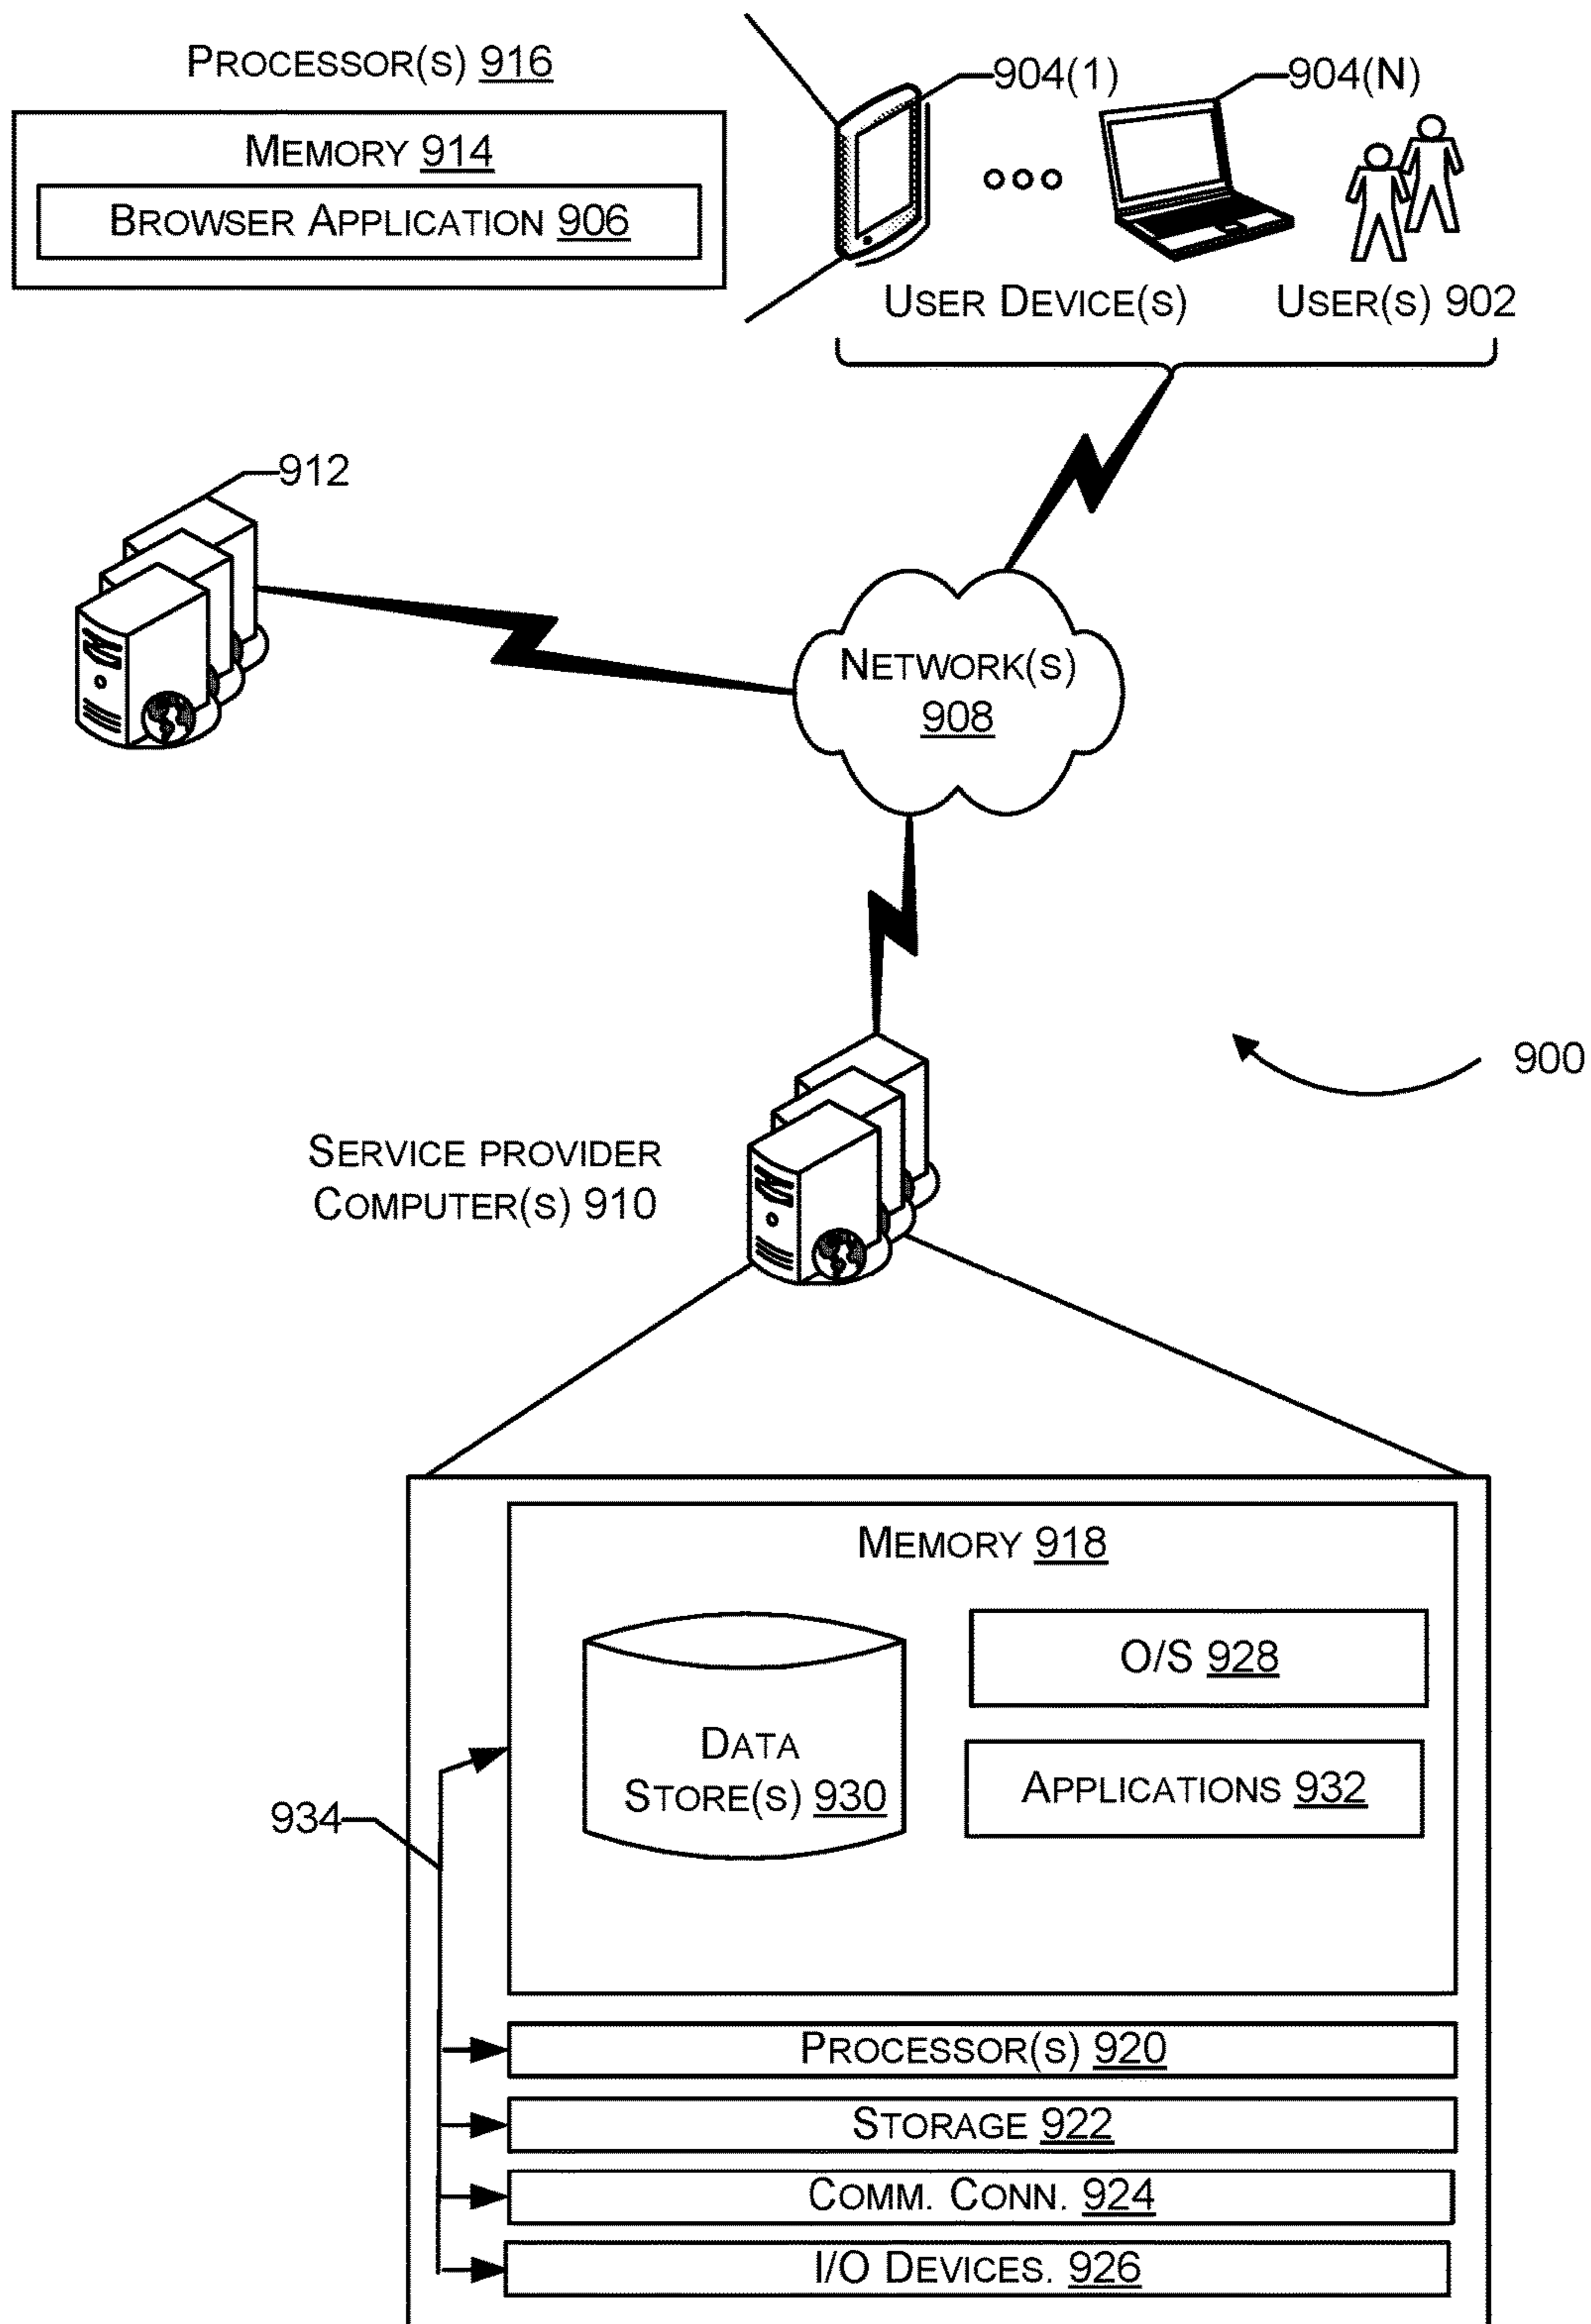 PROCESSOR(S) 916
MEMORY 914
BROWSER APPLICATION 906
904(1)
904(N)
USER DEVICE(S)
USER(S) 902
912
NETWORK(S)
908
900
SERVICE PROVIDER
COMPUTER(S) 910
MEMORY 918
DATA
STORE(S) 930
O/S 928
APPLICATIONS 932
934
PROCESSOR(S) 920
STORAGE 922
COMM. CONN. 924
I/O DEVICES. 926